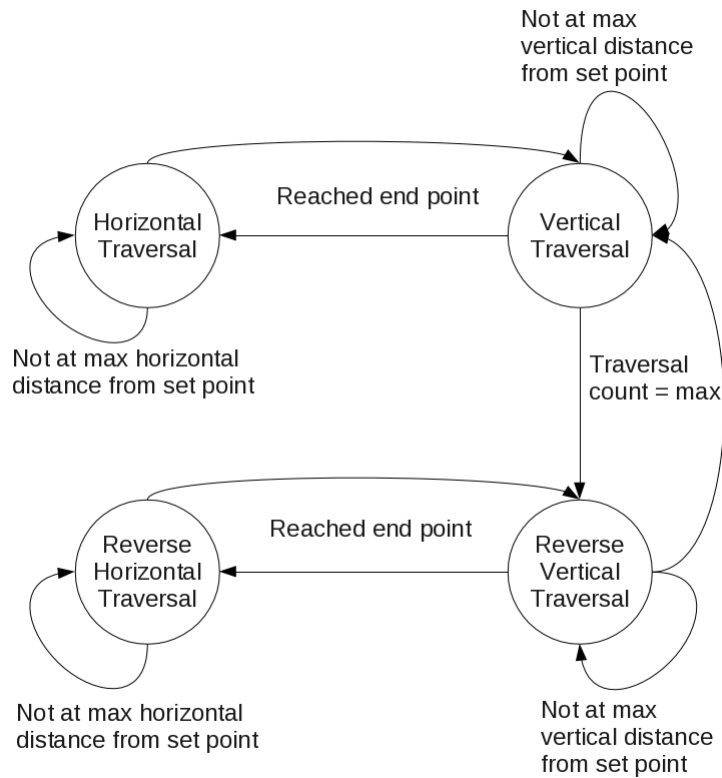 Not at max
vertical distance
from set point
Reached end point
Horizontal
Traversal
Vertical
Traversal
Not at max horizontal
distance from set point
Traversal
count = max
Reached end point
Reverse
Horizontal
Traversal
Reverse
Vertical
Traversal
Not at max horizontal
distance from set point
Not at max
vertical distance
from set point